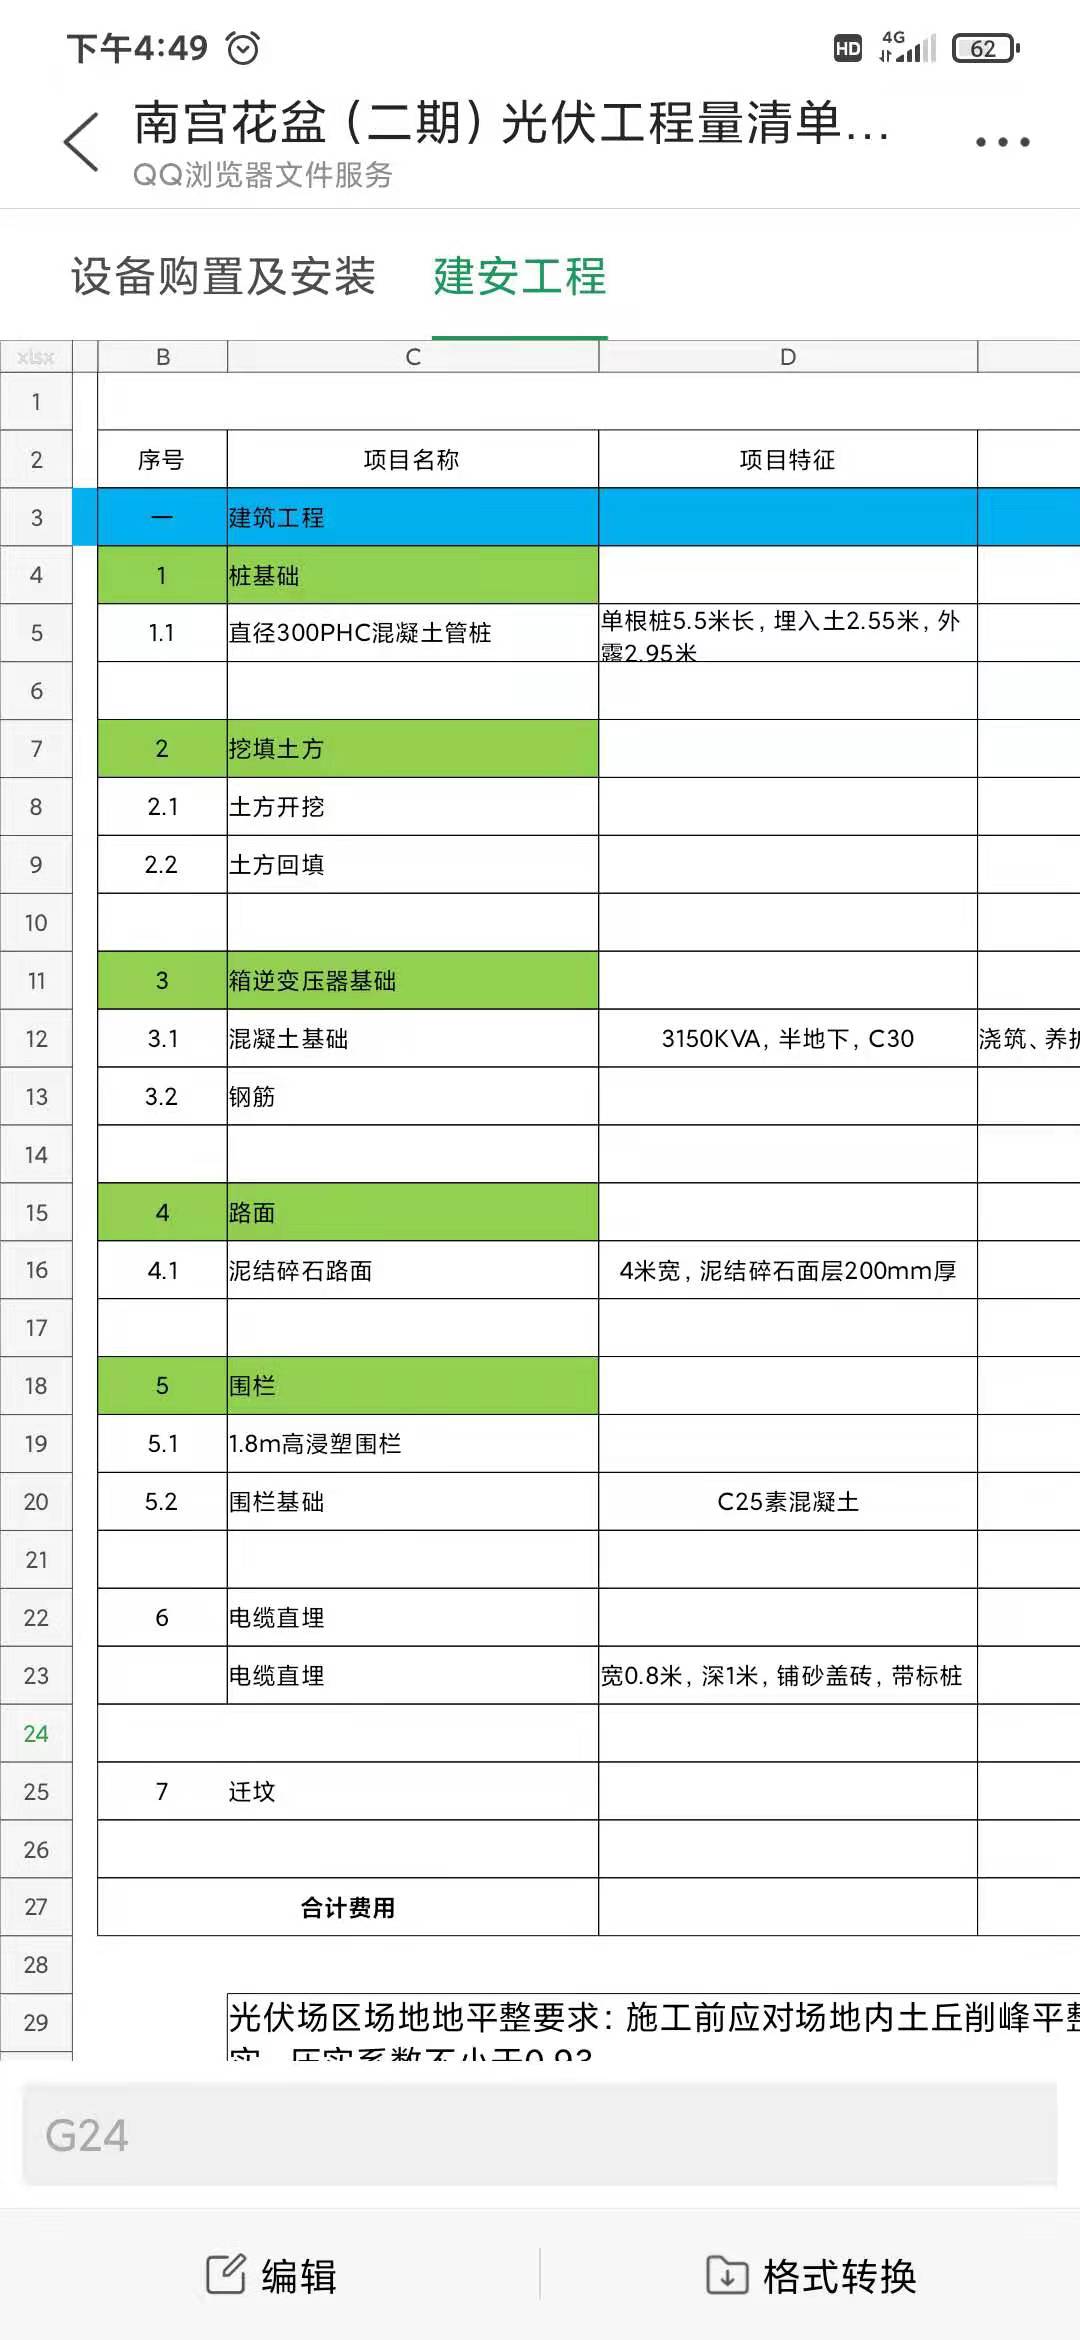 下午4:49
HD 4G 62
南宫花盆（二期）光伏工程量清单...
QQ浏览器文件服务
设备购置及安装 建安工程
xlsx B C D
1
2 序号 项目名称 项目特征
3 一 建筑工程
4 1 桩基础
5 1.1 直径300PHC混凝土管桩 单根桩5.5米长，埋入土2.55米，外
露2.95米
6
7 2 挖填土方
8 2.1 土方开挖
9 2.2 土方回填
10
11 3 箱逆变压器基础
12 3.1 混凝土基础 3150KVA，半地下，C30 浇筑、养护
13 3.2 钢筋
14
15 4 路面
16 4.1 泥结碎石路面 4米宽，泥结碎石面层200mm厚
17
18 5 围栏
19 5.1 1.8m高浸塑围栏
20 5.2 围栏基础 C25素混凝土
21
22 6 电缆直埋
23 电缆直埋 宽0.8米，深1米，铺砂盖砖，带标桩
24
25 7 迁坟
26
27 合计费用
28
29 光伏场区场地地平整要求：施工前应对场地内土丘削峰平整
实，压实系数不小于0.93
G24
编辑 格式转换